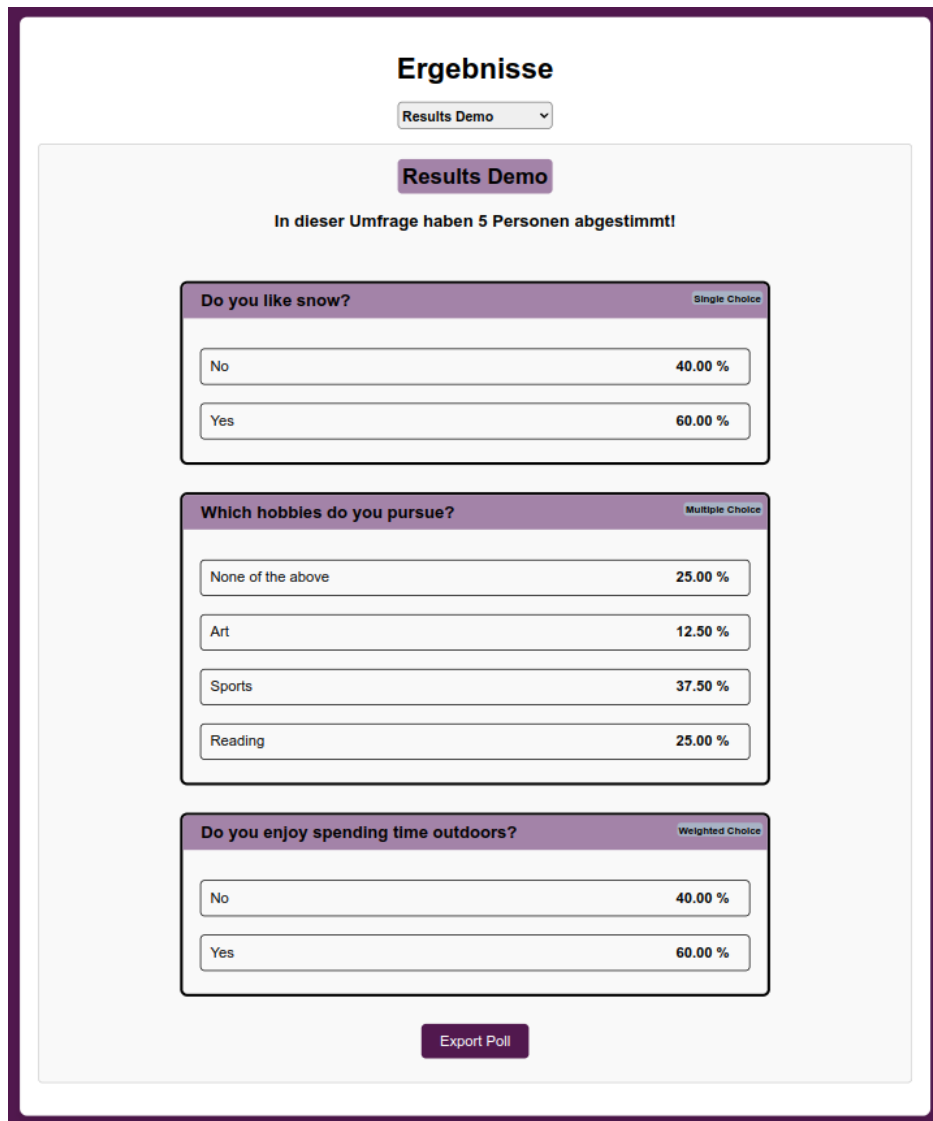 Ergebnisse
Results Demo
Results Demo
In dieser Umfrage haben 5 Personen abgestimmt!
Do you like snow? Single Choice
No 40.00 %
Yes 60.00 %
Which hobbies do you pursue? Multiple Choice
None of the above 25.00 %
Art 12.50 %
Sports 37.50 %
Reading 25.00 %
Do you enjoy spending time outdoors? Weighted Choice
No 40.00 %
Yes 60.00 %
Export Poll